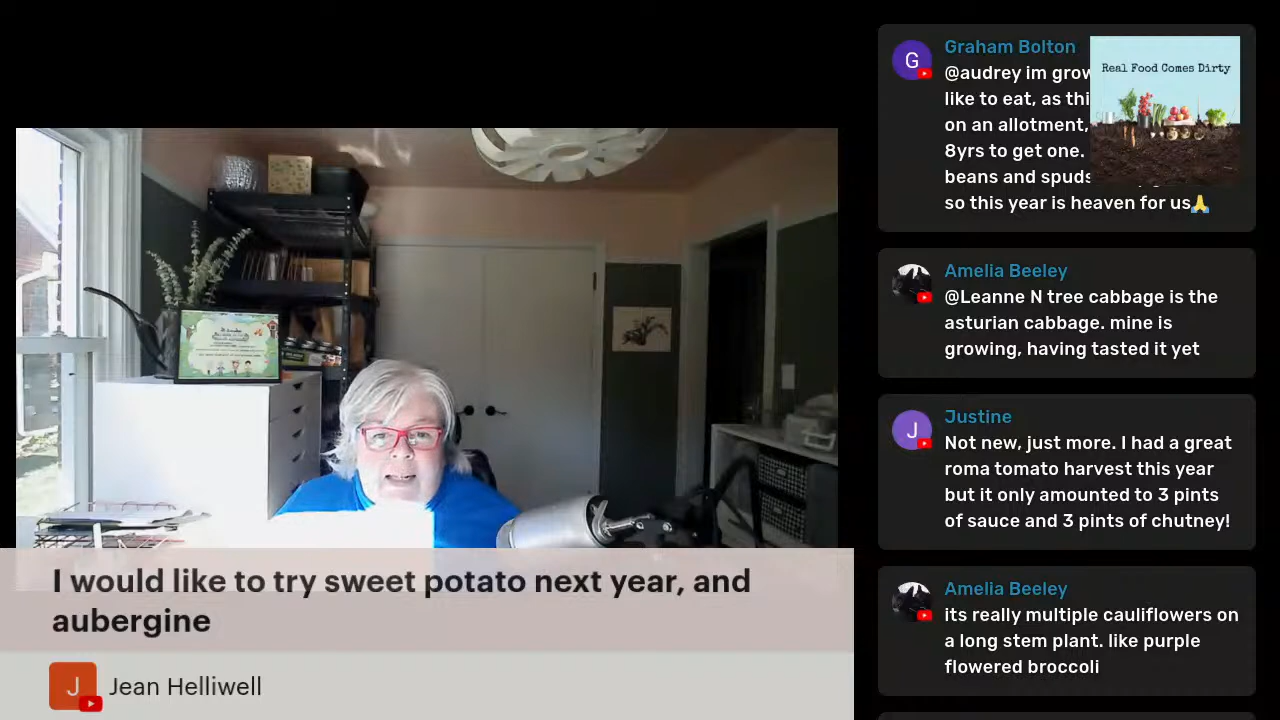 I would like to try sweet potato next year, and
aubergine
J
Jean Helliwell
G
Graham Bolton
@audrey im grow
like to eat, as thi
on an allotment,
8yrs to get one.
beans and spuds
so this year is heaven for us🙏
Real Food Comes Dirty
Amelia Beeley
@Leanne N tree cabbage is the
asturian cabbage. mine is
growing, having tasted it yet
J
Justine
Not new, just more. I had a great
roma tomato harvest this year
but it only amounted to 3 pints
of sauce and 3 pints of chutney!
Amelia Beeley
its really multiple cauliflowers on
a long stem plant. like purple
flowered broccoli